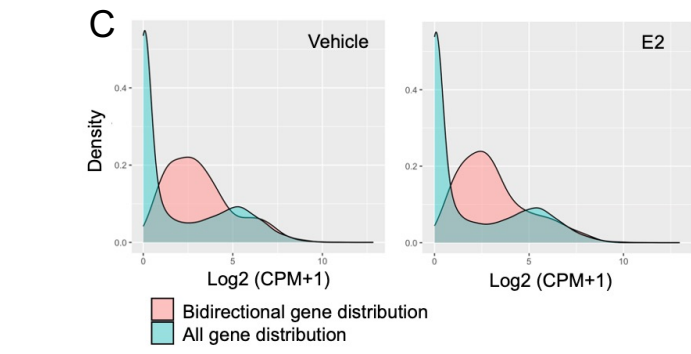 C
Vehicle
E2
Density
0.4
0.2
0.0
0
5
10
Log2 (CPM+1)
0.4
0.2
0.0
0
5
10
Log2 (CPM+1)
Bidirectional gene distribution
All gene distribution